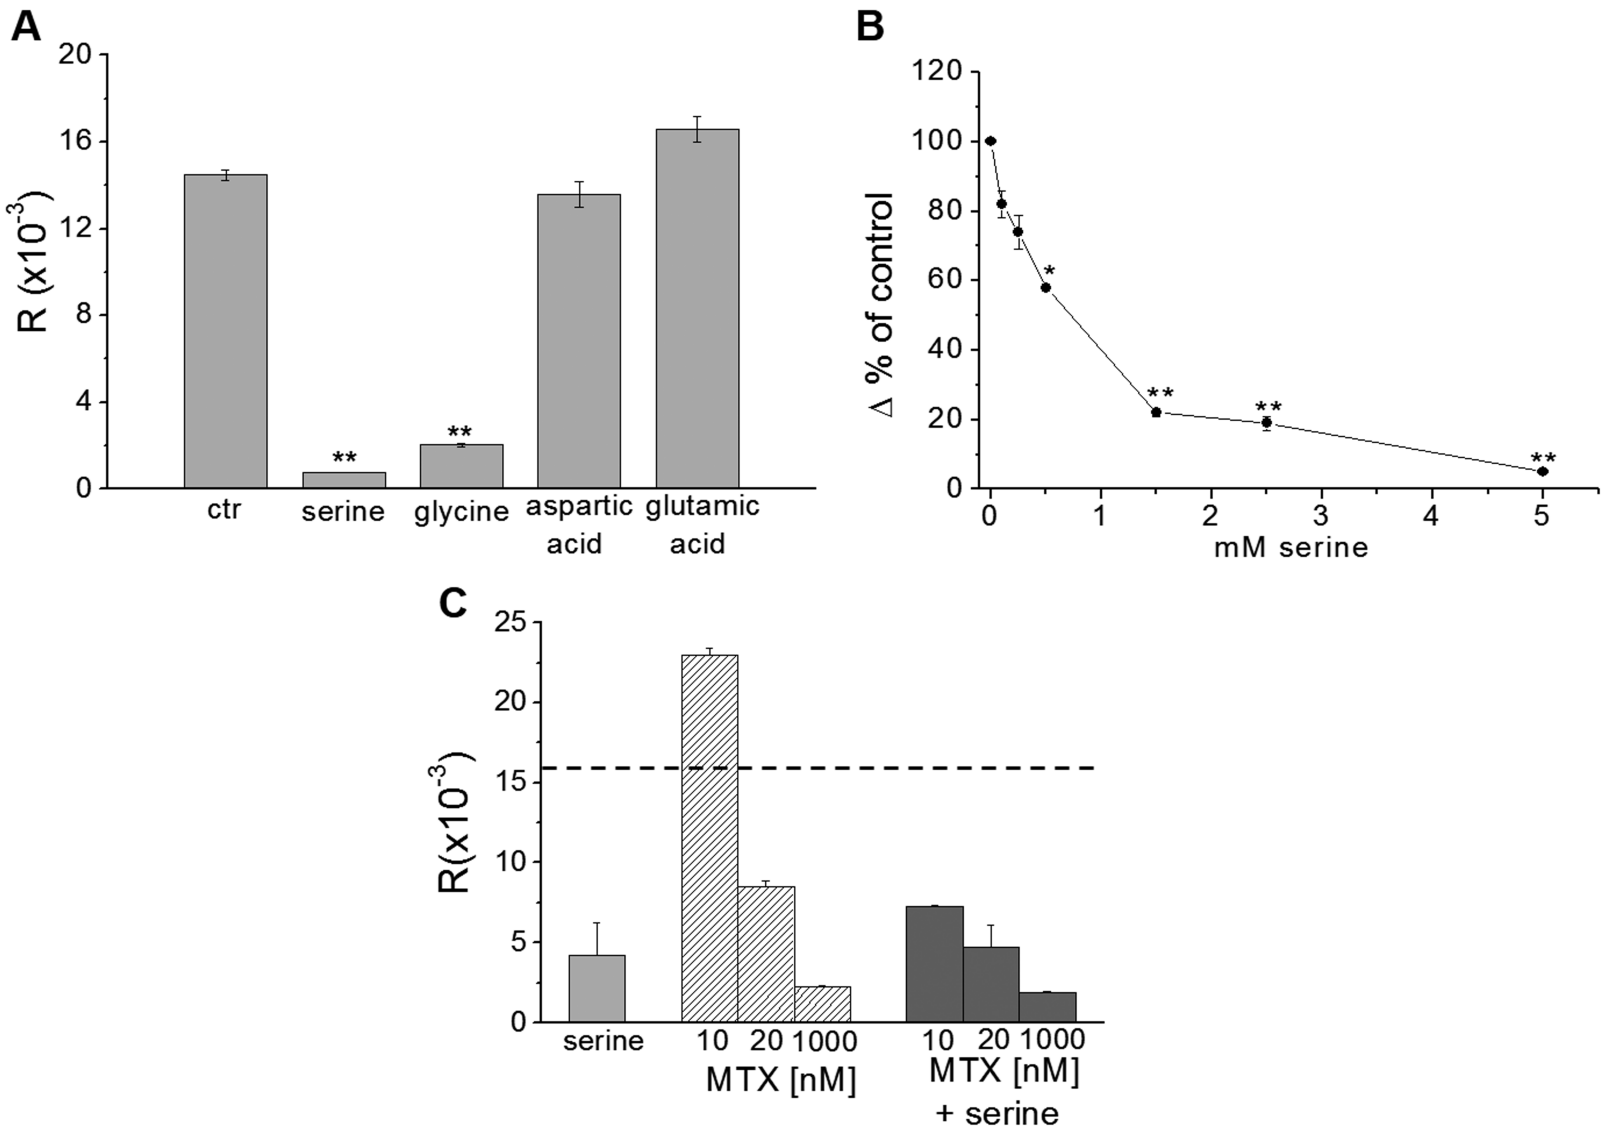 A
20
16
12
8
4
0
R (x10-3)
**
**
ctr
serine
glycine
aspartic
acid
glutamic
acid
B
120
100
80
60
40
20
0
Δ % of control
*
**
**
**
0 1 2 3 4 5
mM serine
C
25
20
15
10
5
0
R(x10-3)
serine
10 20 1000
MTX [nM]
10 20 1000
MTX [nM]
+ serine